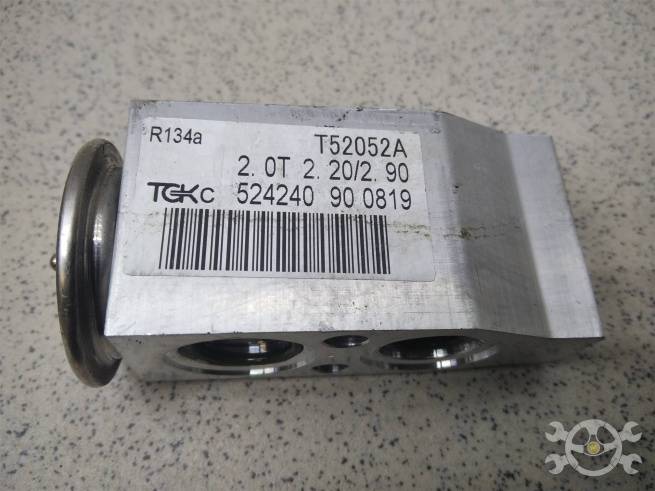 R134a T52052A
2. 0T 2. 20/2. 90
TGKC 524240 90 0819